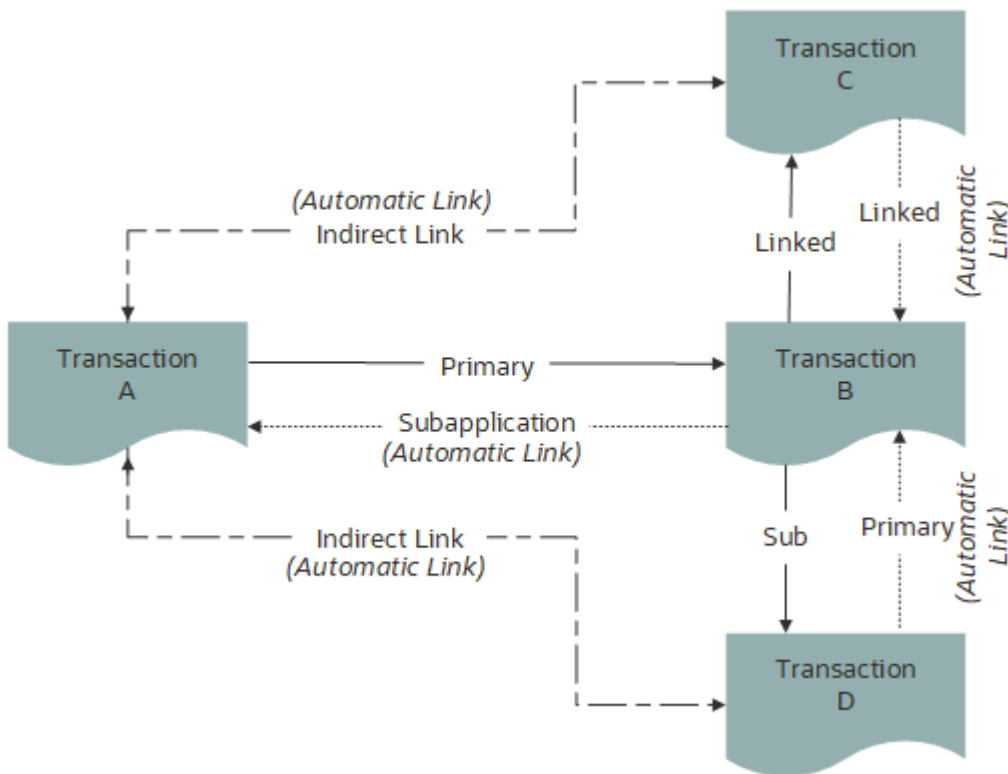 Transaction
C
(Automatic Link)
Indirect Link
Linked
Linked
(Automatic
Link)
Transaction
A
Primary
Transaction
B
Subapplication
(Automatic Link)
Indirect Link
(Automatic Link)
Sub
Primary
(Automatic
Link)
Transaction
D